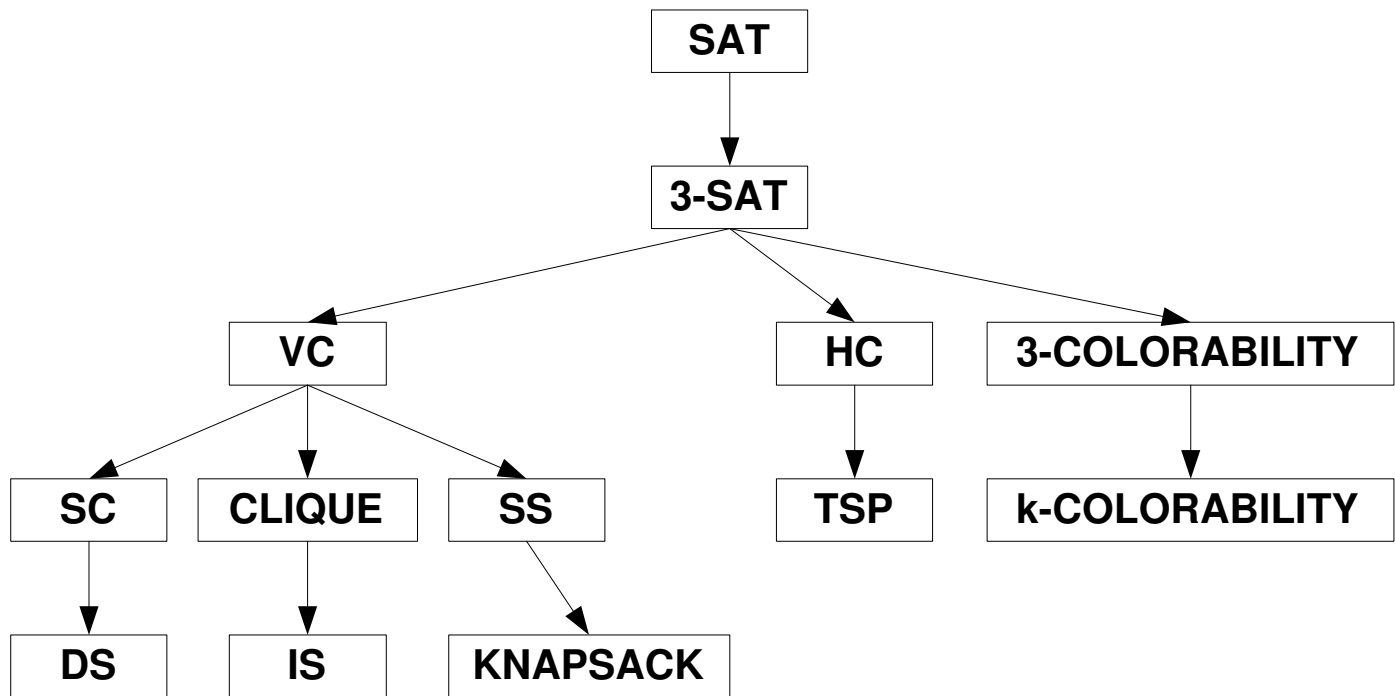 SAT
3-SAT
VC
HC
3-COLORABILITY
SC
CLIQUE
SS
TSP
k-COLORABILITY
DS
IS
KNAPSACK